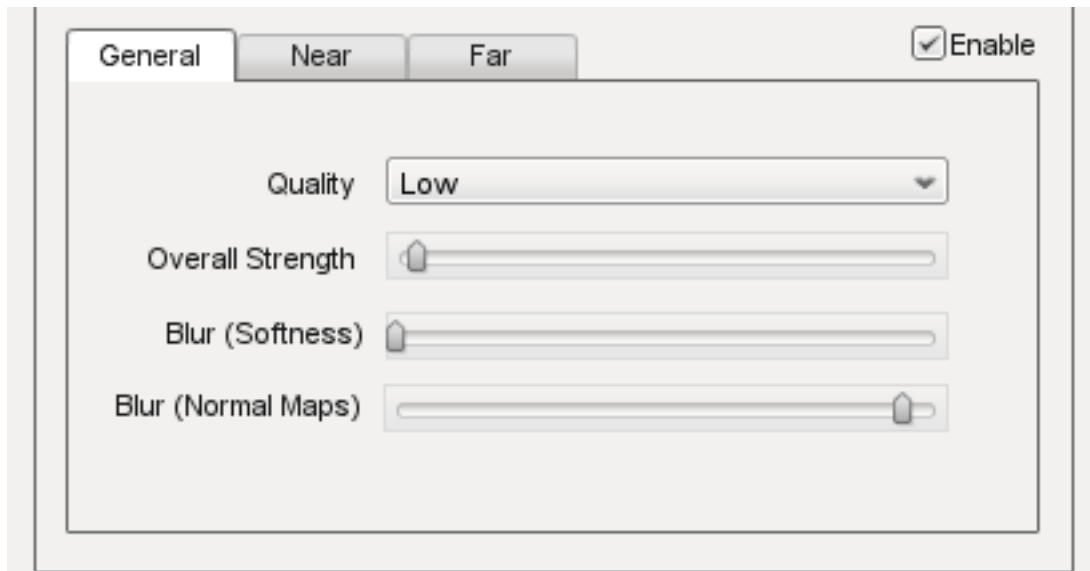 General Near Far Enable
Quality Low
Overall Strength
Blur (Softness)
Blur (Normal Maps)